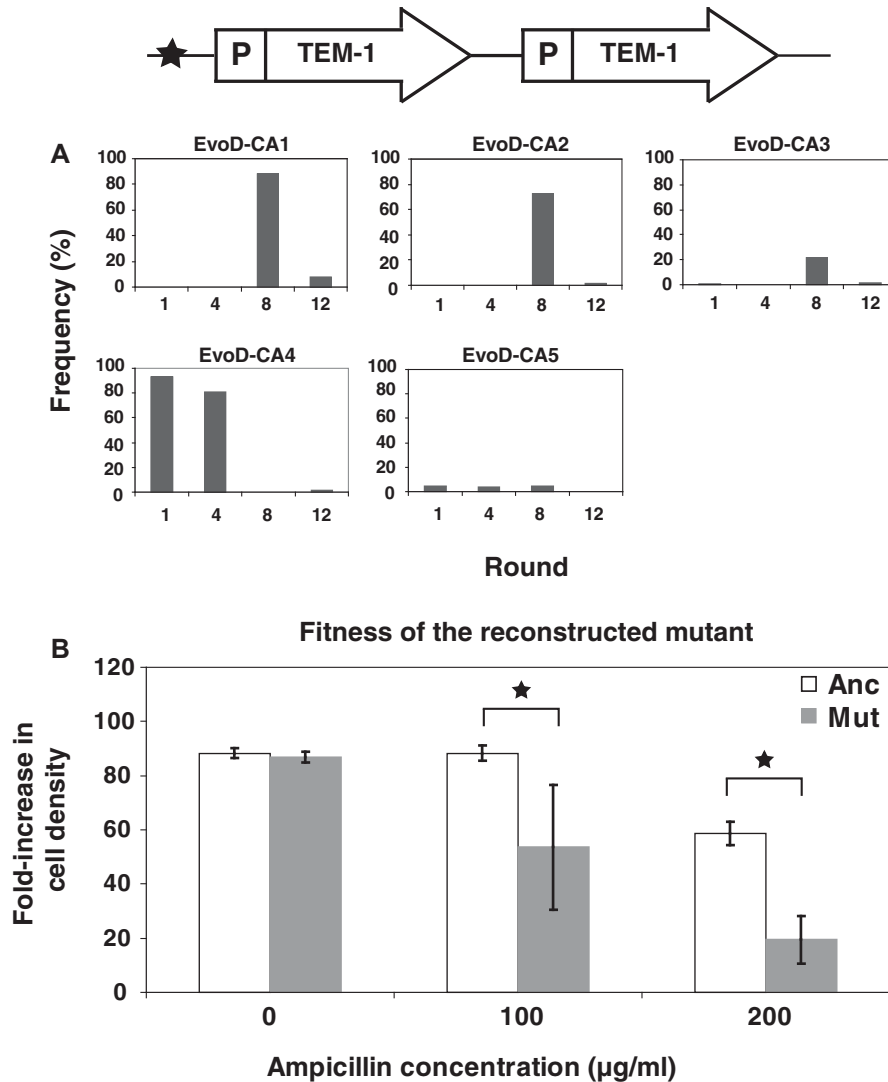 P TEM-1 P TEM-1
A
EvoD-CA1 EvoD-CA2 EvoD-CA3
100 100 100
80 80 80
60 60 60
40 40 40
20 20 20
0 0 0
1 4 8 12 1 4 8 12 1 4 8 12
Frequency (%)
EvoD-CA4 EvoD-CA5
100 100
80 80
60 60
40 40
20 20
0 0
1 4 8 12 1 4 8 12
Round
B
Fitness of the reconstructed mutant
Fold-increase in
cell density
120
100
80
60
40
20
0
Anc
Mut
0 100 200
Ampicillin concentration (µg/ml)